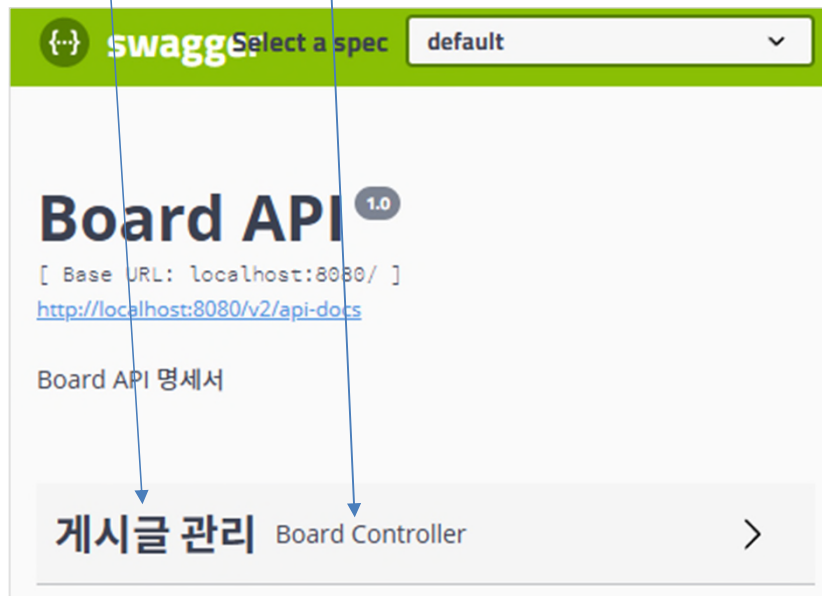 swagger Select a spec default
Board API 1.0
[ Base URL: localhost:8080/ ]
http://localhost:8080/v2/api-docs
Board API 명세서
게시글 관리 Board Controller